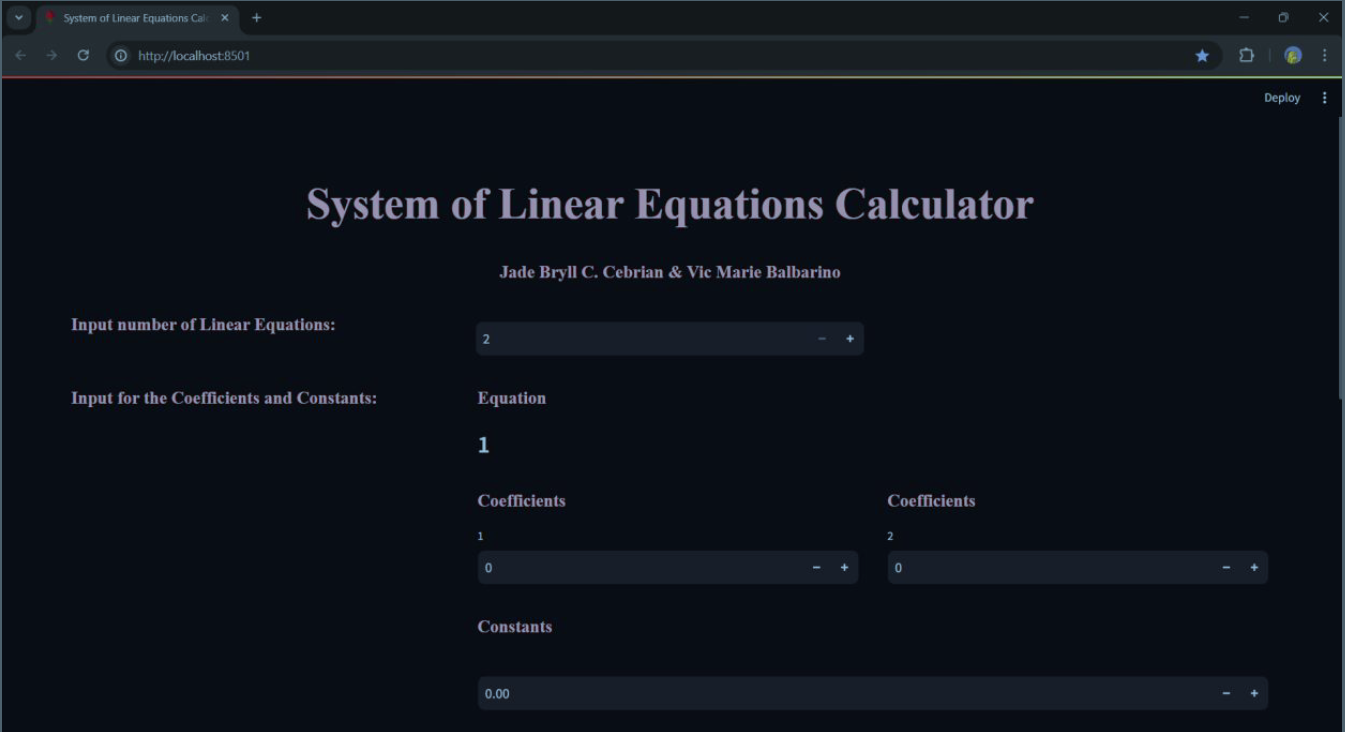 System of Linear Equations Cal
http://localhost:8501
Deploy
System of Linear Equations Calculator
Jade Bryll C. Cebrian & Vic Marie Balbarino
Input number of Linear Equations:
2
Input for the Coefficients and Constants:
Equation
1
Coefficients
Coefficients
1
2
0
0
Constants
0.00